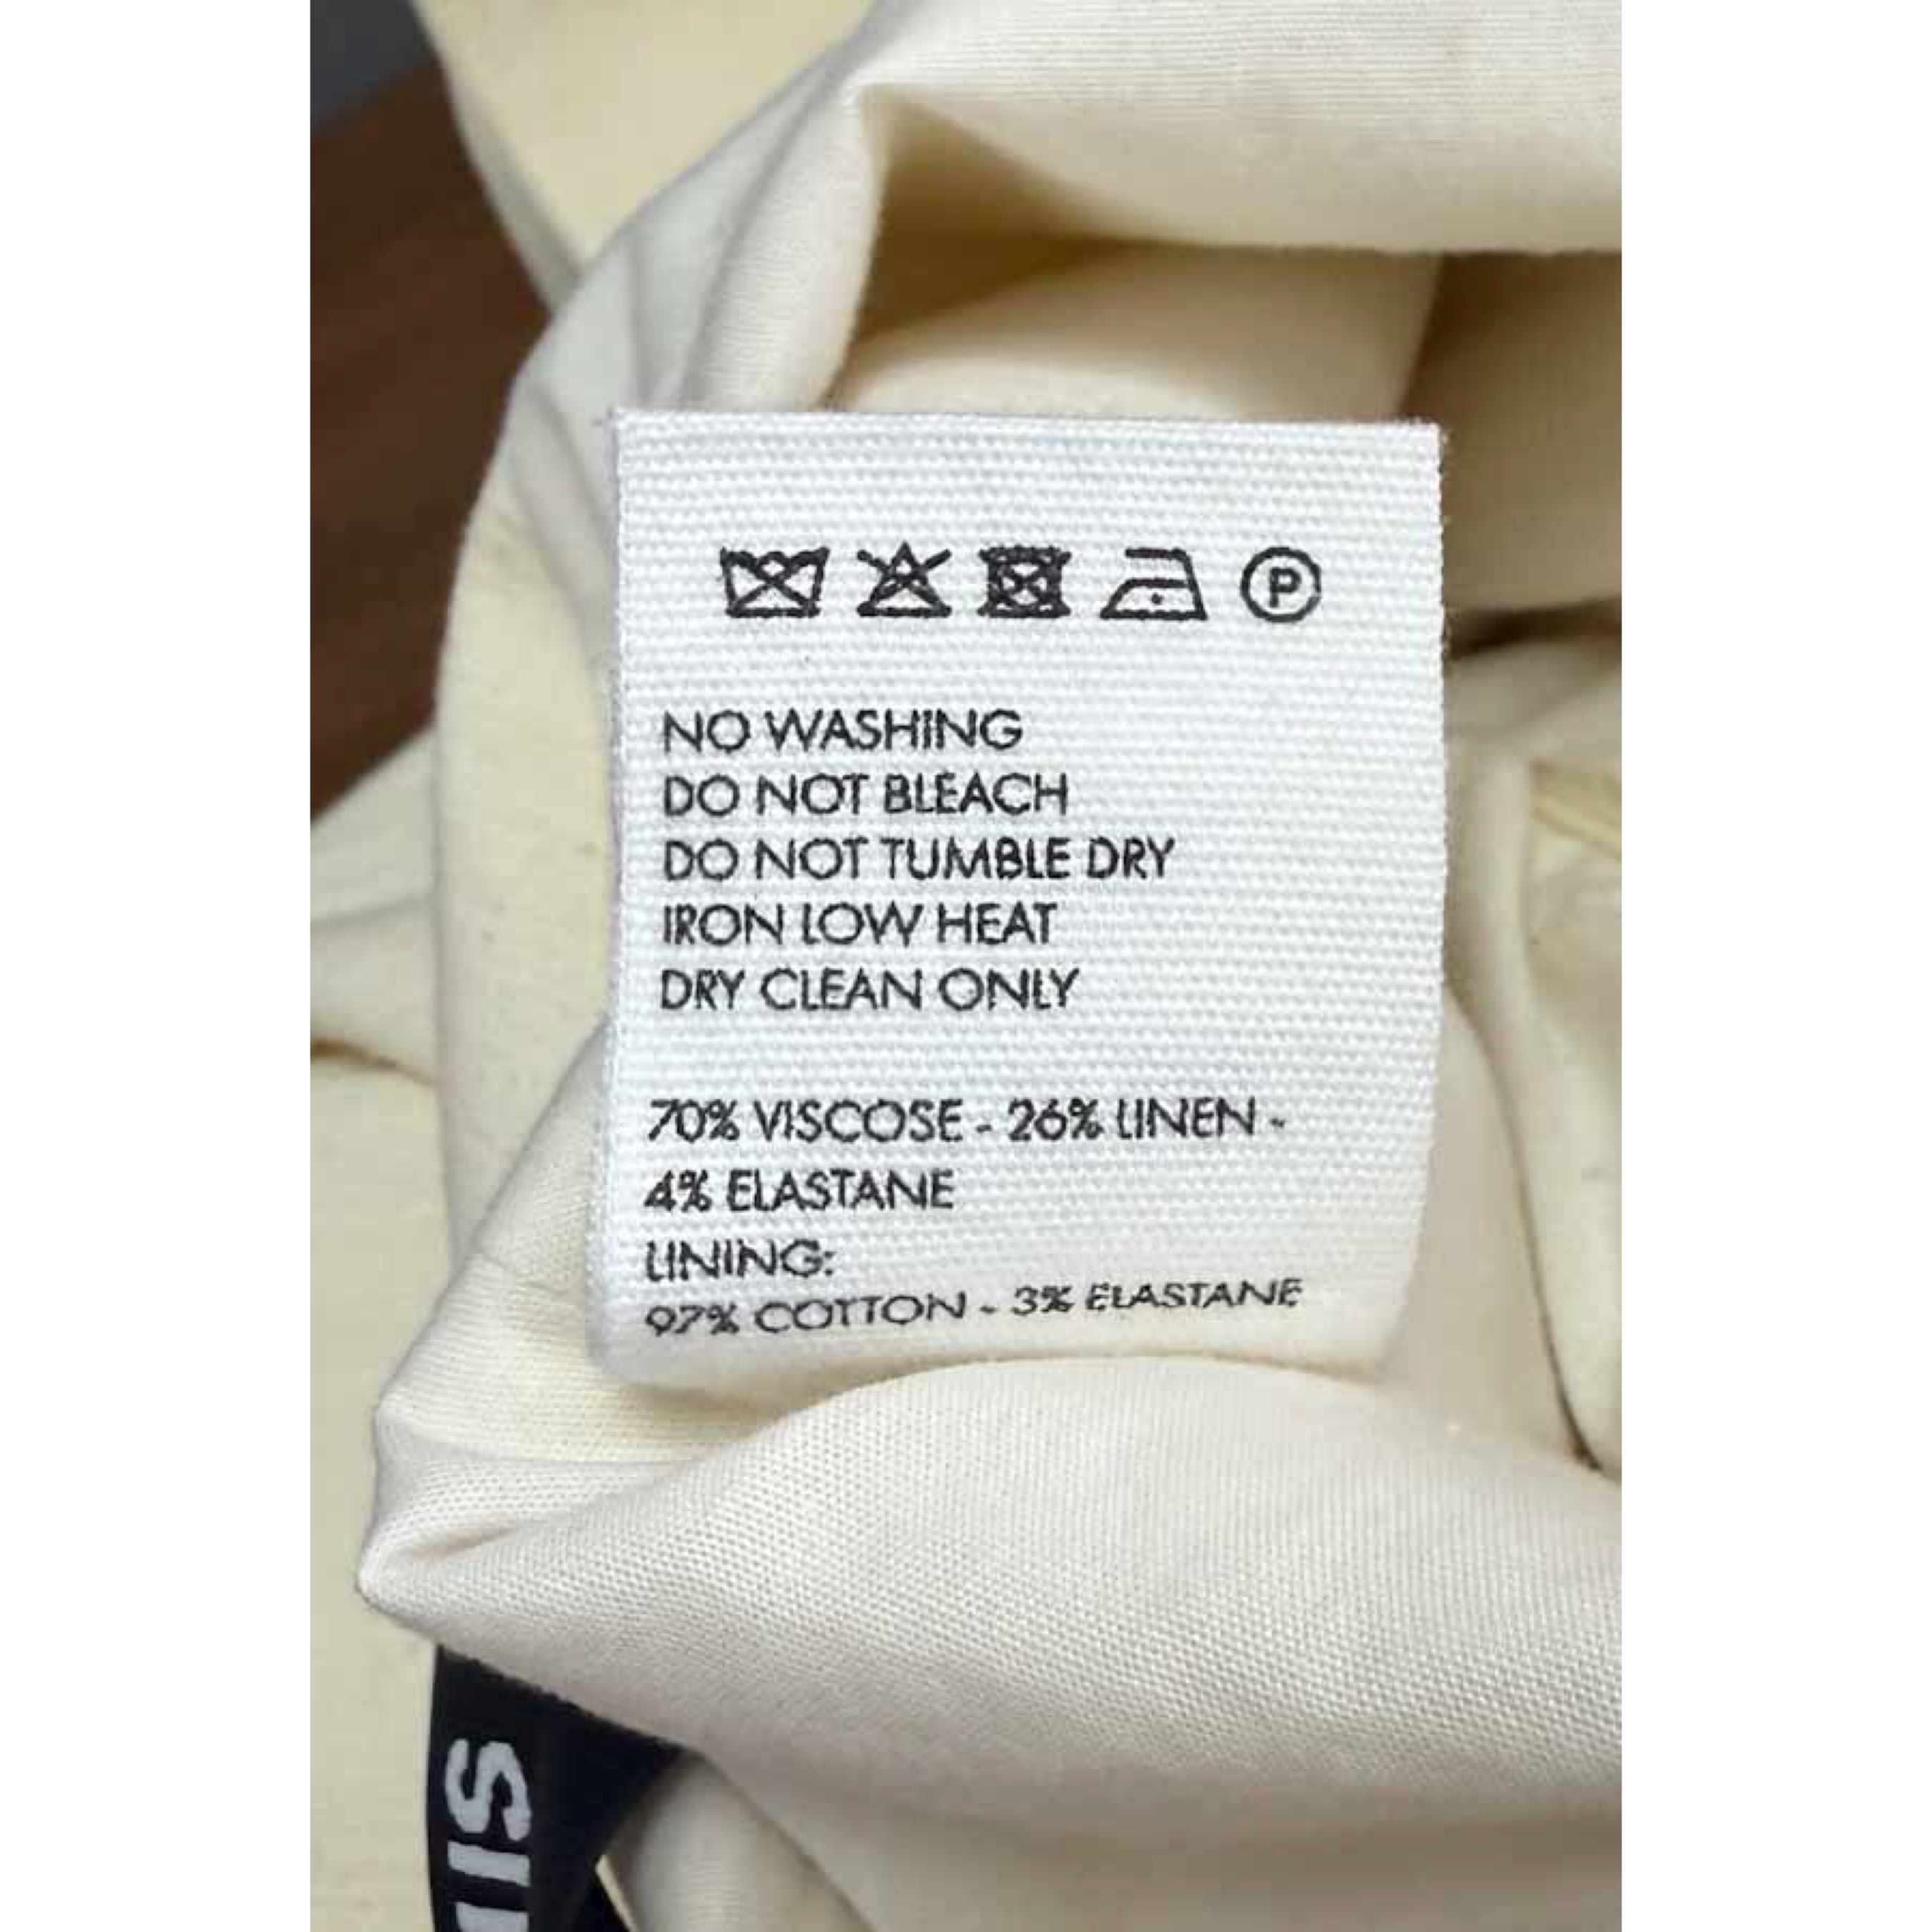 P
NO WASHING
DO NOT BLEACH
DO NOT TUMBLE DRY
IRON LOW HEAT
DRY CLEAN ONLY
70% VISCOSE - 26% LINEN -
4% ELASTANE
LINING:
97% COTTON - 3% ELASTANE